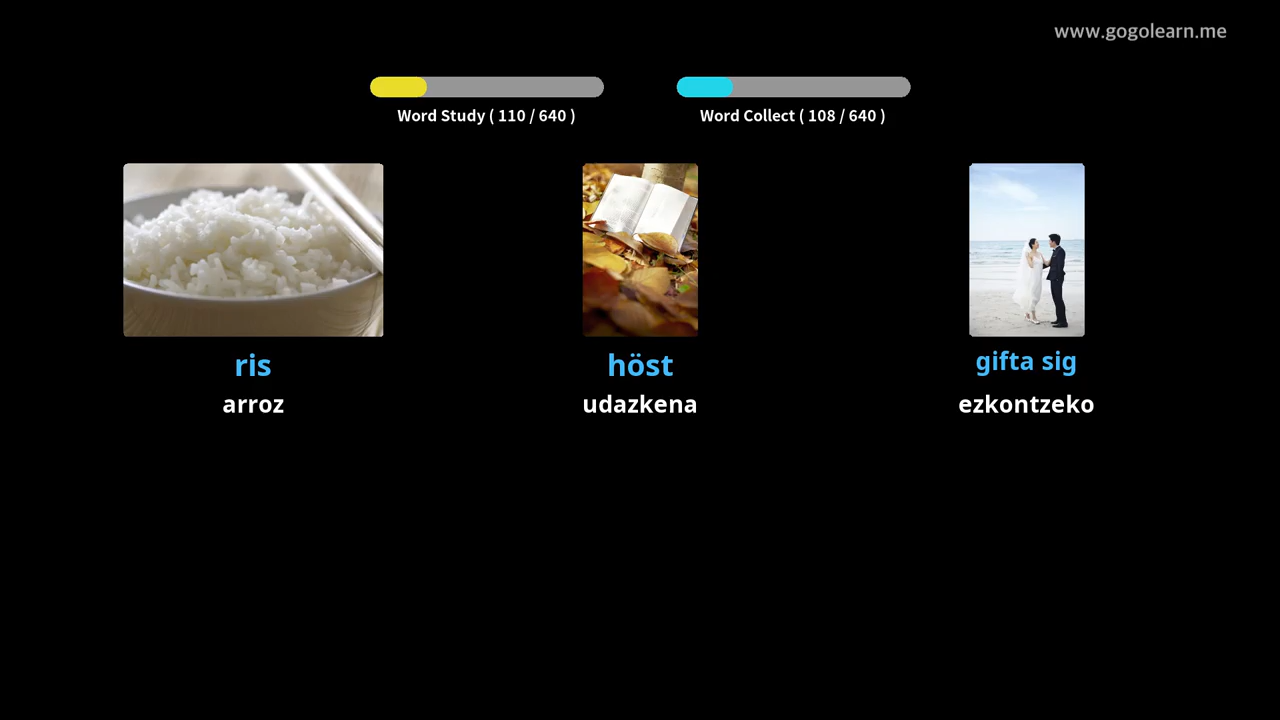 www.gogolearn.me
Word Study ( 110 / 640 )
Word Collect ( 108 / 640 )
ris
höst
gifta sig
arroz
udazkena
ezkontzeko